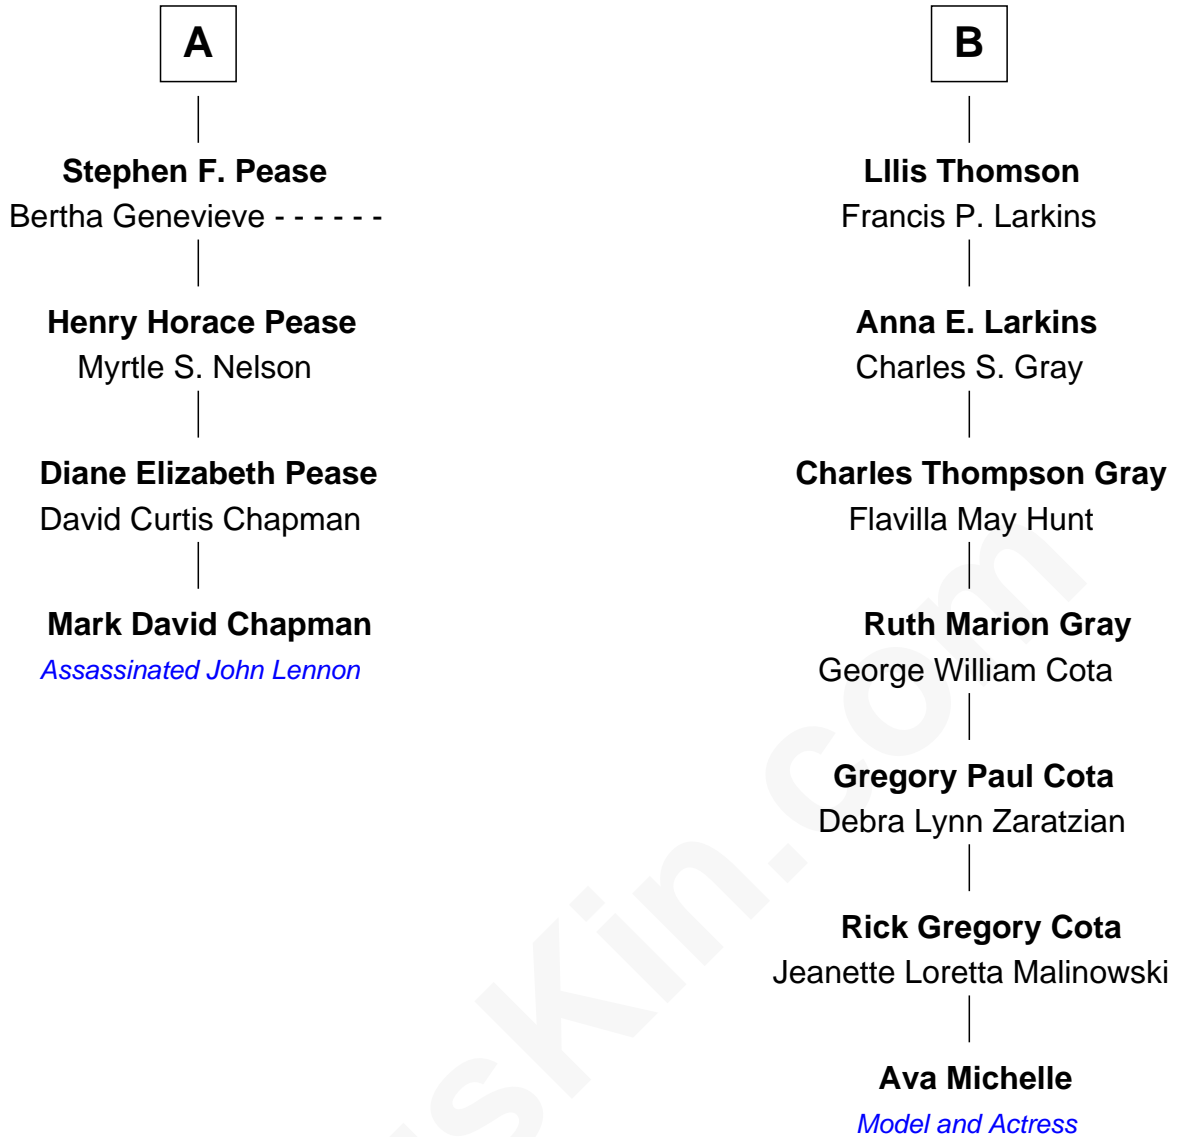 A
Stephen F. Pease
Bertha Genevieve - - - - - -
Henry Horace Pease
Myrtle S. Nelson
Diane Elizabeth Pease
David Curtis Chapman
Mark David Chapman
Assassinated John Lennon
B
Lllis Thomson
Francis P. Larkins
Anna E. Larkins
Charles S. Gray
Charles Thompson Gray
Flavilla May Hunt
Ruth Marion Gray
George William Cota
Gregory Paul Cota
Debra Lynn Zaratzian
Rick Gregory Cota
Jeanette Loretta Malinowski
Ava Michelle
Model and Actress
sKin.com